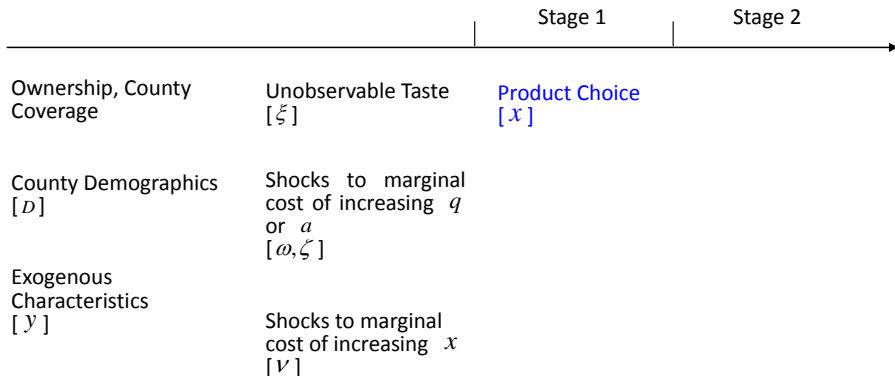 Stage 1
Stage 2
Ownership, County
Coverage
Unobservable Taste
[ ξ ]
Product Choice
[ x ]
County Demographics
[ D ]
Shocks to marginal
cost of increasing q
or a
[ ω, ζ ]
Exogenous
Characteristics
[ y ]
Shocks to marginal
cost of increasing x
[ ν ]